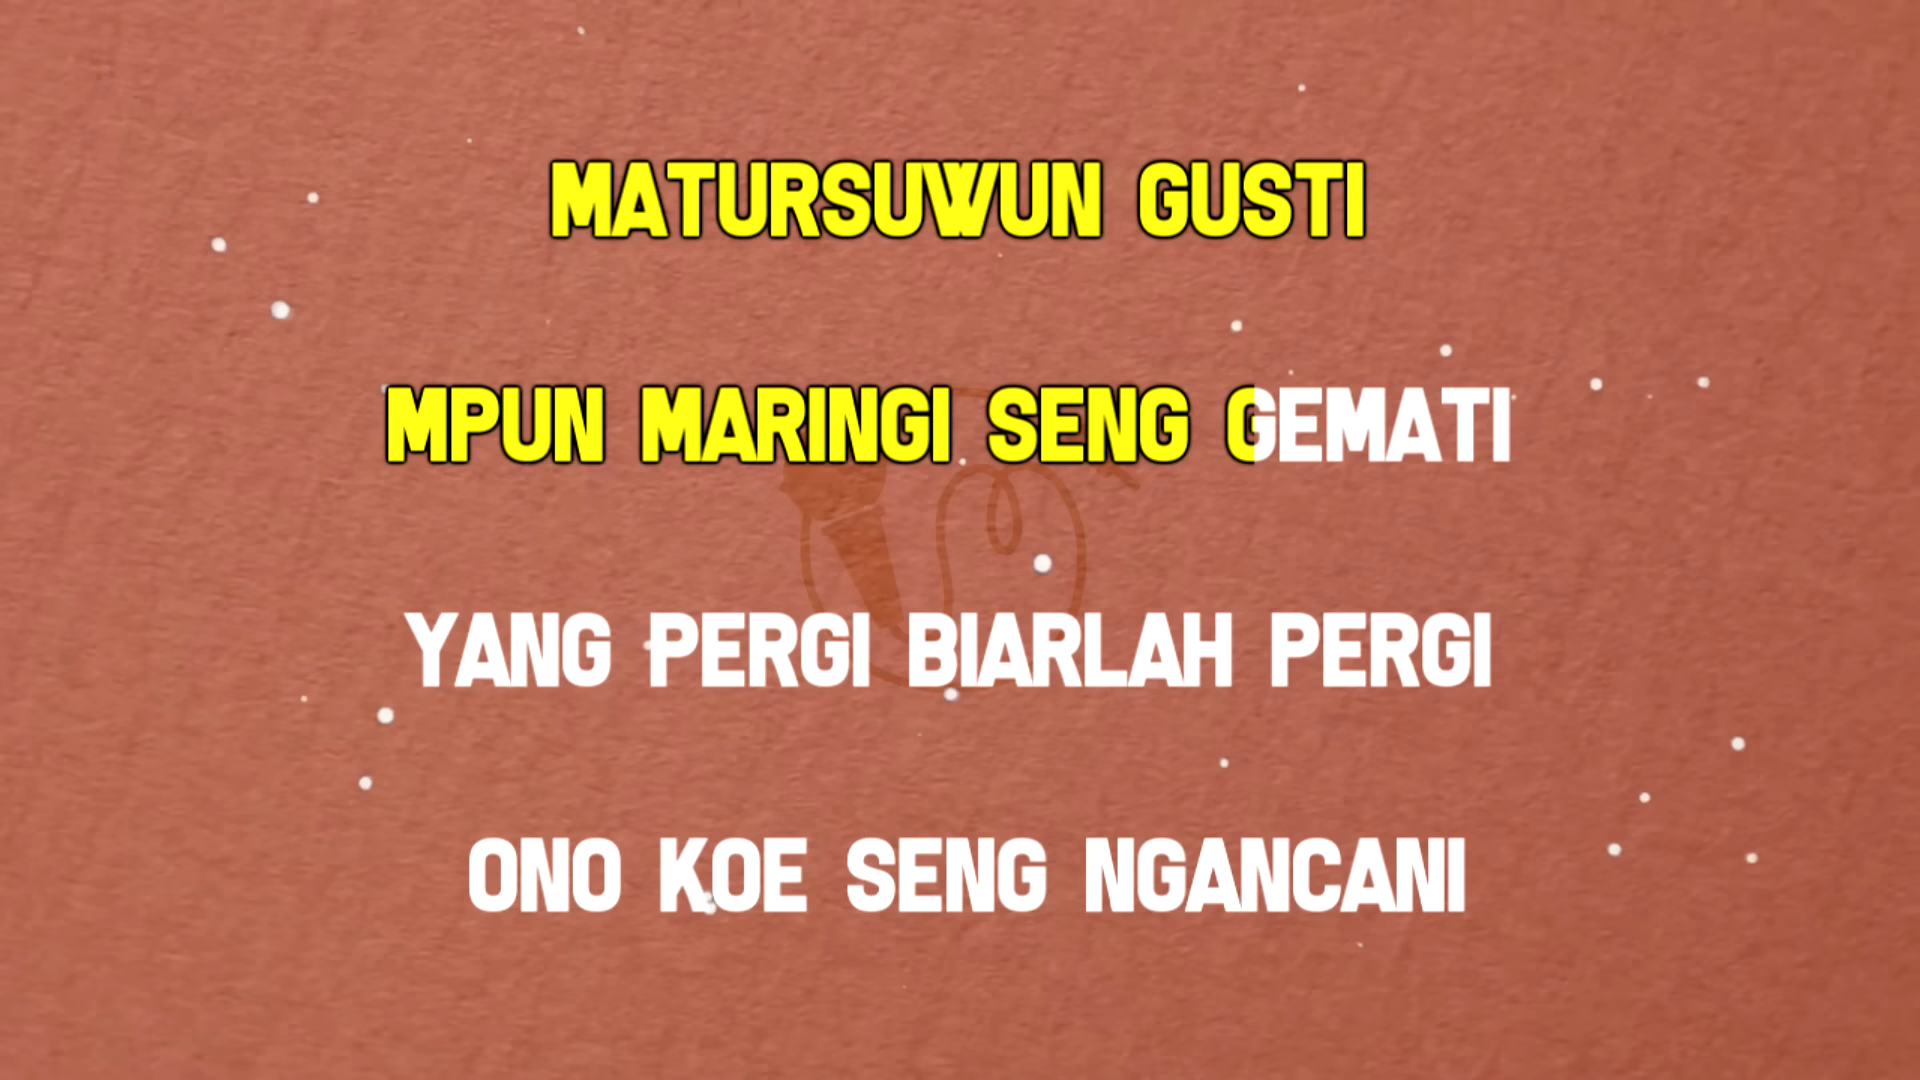 MATURSUWUN GUSTI
MPUN MARINGI SENG GEMATI
YANG PERGI BIARLAH PERGI
ONO KOE SENG NGANCANI